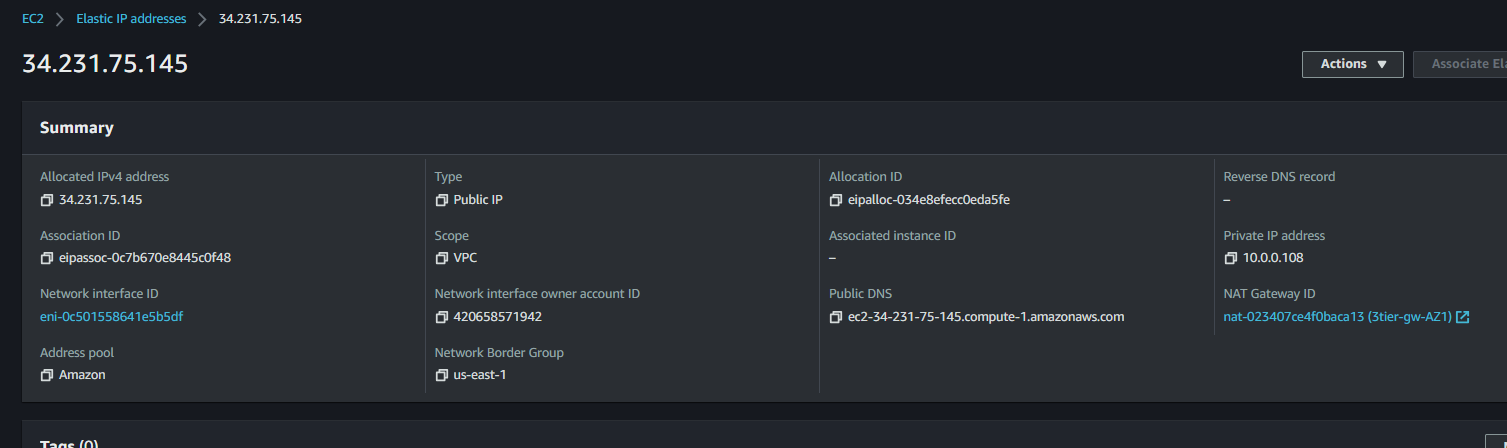 EC2 > Elastic IP addresses > 34.231.75.145
34.231.75.145
Actions ▼
Associate Ela
Summary
Allocated IPv4 address
34.231.75.145
Type
Public IP
Allocation ID
eipalloc-034e8efecc0eda5fe
Reverse DNS record
–
Association ID
eipassoc-0c7b670e8445c0f48
Scope
VPC
Associated instance ID
–
Private IP address
10.0.0.108
Network interface ID
eni-0c501558641e5b5df
Network interface owner account ID
420658571942
Public DNS
ec2-34-231-75-145.compute-1.amazonaws.com
NAT Gateway ID
nat-023407ce4f0baca13 (3tier-gw-AZ1)
Address pool
Amazon
Network Border Group
us-east-1
Tags (0)